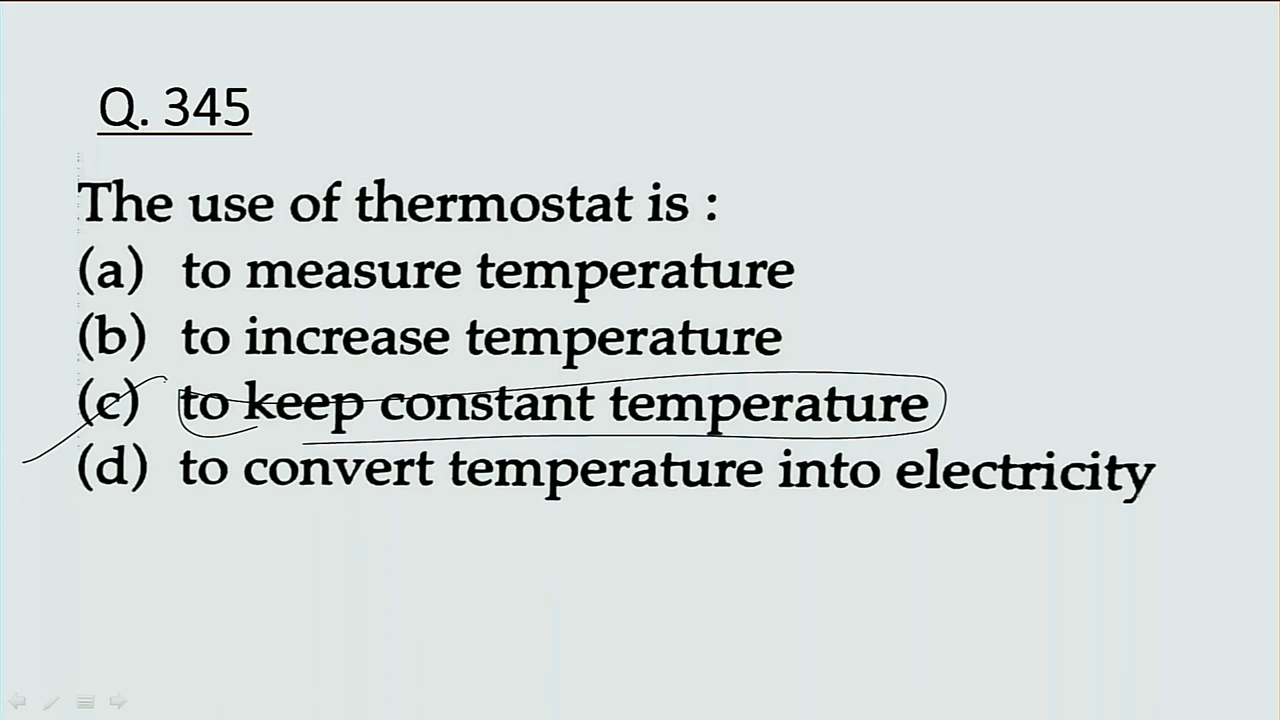 Q. 345
The use of thermostat is :
(a) to measure temperature
(b) to increase temperature
(c) to keep constant temperature
(d) to convert temperature into electricity